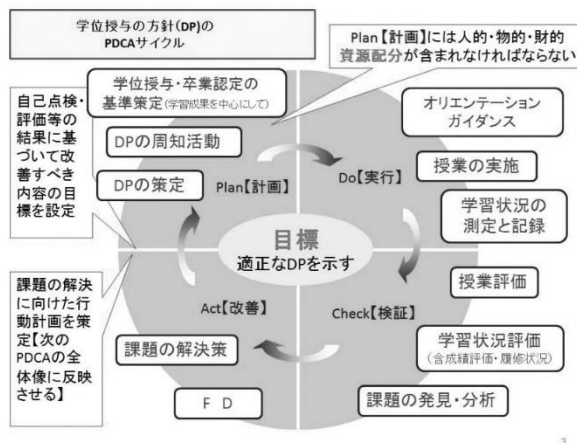 学位授与の方針(DP)の
PDCAサイクル
Plan【計画】には人的・物的・財的
資源配分が含まれなければならない
自己点検・
評価等の
結果に基
づいて改
善すべき
内容の目
標を設定
学位授与・卒業認定の
基準策定(学習成果を中心にして)
DPの周知活動
DPの策定
Plan【計画】
オリエンテーション
ガイダンス
Do【実行】
授業の実施
学習状況の
測定と記録
目標
適正なDPを示す
課題の解決
に向けた行
動計画を策
定【次の
PDCAの全
体像に反映
させる】
Act【改善】
課題の解決策
F D
Check【検証】
授業評価
学習状況評価
(含成績評価・履修状況)
課題の発見・分析
3